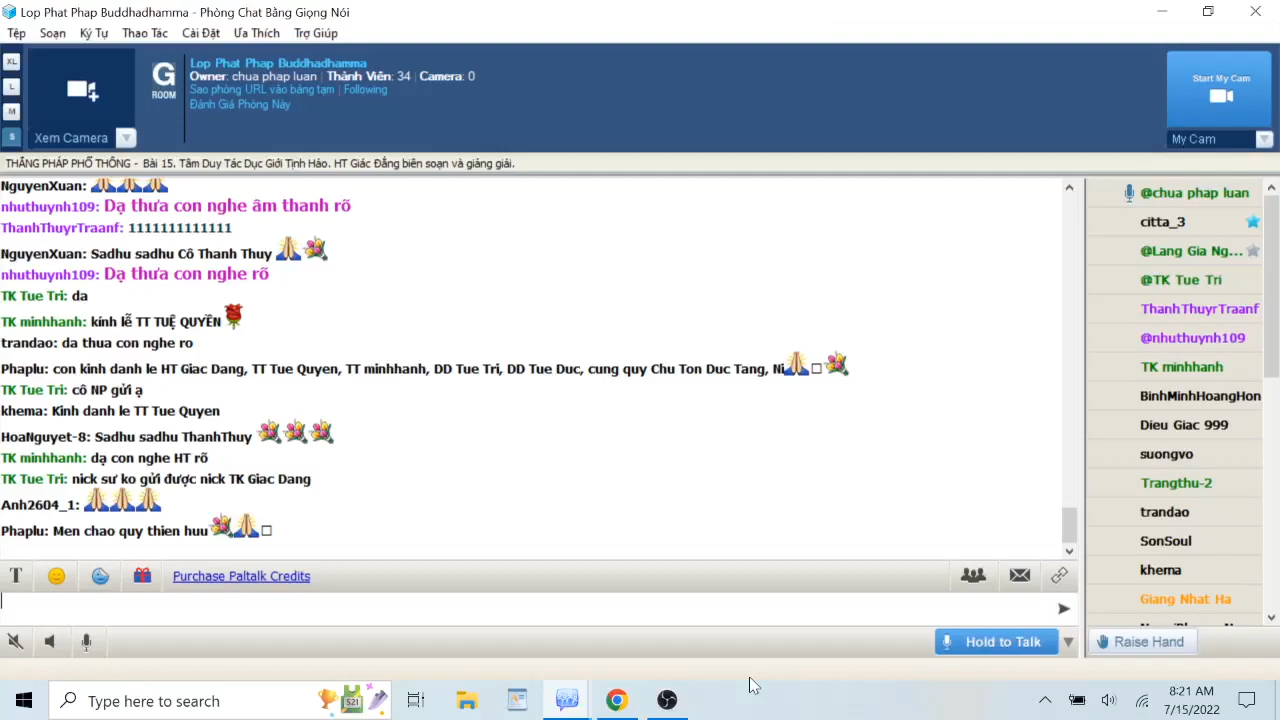 Lop Phat Phap Buddhadhamma - Phòng Chat Bằng Giọng Nói
Tệp Soạn Ký Tự Thao Tác Cài Đặt Ưa Thích Trợ Giúp
XL
L
M
S
Xem Camera
G
ROOM
Lop Phat Phap Buddhadhamma
Owner: chua phap luan | Thành Viên: 34 | Camera: 0
Sao phỏng URL vào bảng tạm | Following
Đánh Giá Phòng Này
Start My Cam
My Cam
THẮNG PHÁP PHỔ THÔNG - Bài 15. Tâm Duy Tác Dục Giới Tịnh Hảo. HT Giác Đẳng biên soạn và giảng giải.
NguyenXuan:
nhuthuynh109: Dạ thưa con nghe âm thanh rõ
ThanhThuyrTraanf: 1111111111111
NguyenXuan: Sadhu sadhu Cô Thanh Thuy
nhuthuynh109: Dạ thưa con nghe rõ
TK Tue Tri: da
TK minhhanh: kính lễ TT TUỆ QUYỀN
trandao: da thua con nghe ro
Phaplu: con kinh danh le HT Giac Dang, TT Tue Quyen, TT minhhanh, DD Tue Tri, DD Tue Duc, cung quy Chu Ton Duc Tang, Ni
TK Tue Tri: cô NP gửi ạ
khema: Kinh danh le TT Tue Quyen
HoaNguyet-8: Sadhu sadhu ThanhThuy
TK minhhanh: dạ con nghe HT rõ
TK Tue Tri: nick sư ko gửi được nick TK Giac Dang
Anh2604_1:
Phaplu: Men chao quy thien huu
@chua phap luan
citta_3
@Lang Gia Ng...
@TK Tue Tri
ThanhThuyrTraanf
@nhuthuynh109
TK minhhanh
BinhMinhHoangHon
Dieu Giac 999
suongvo
Trangthu-2
trandao
SonSoul
khema
Giang Nhat Ha
T Purchase Paltalk Credits
Hold to Talk
Raise Hand
Type here to search
521
8:21 AM
7/15/2022